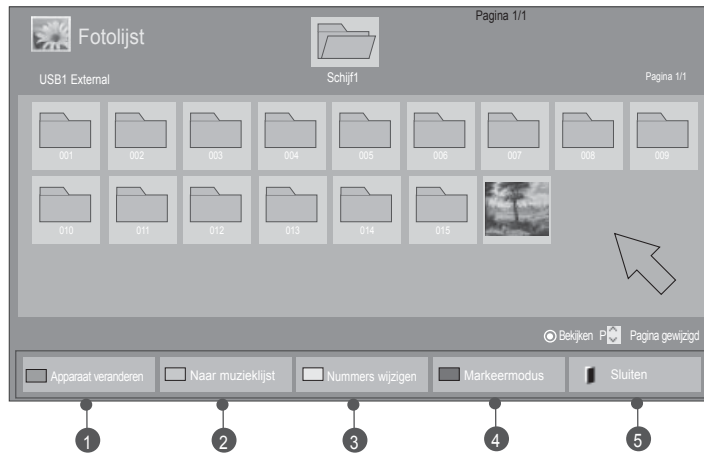 Pagina 1/1
Fotolijst
USB1 External
Schijf1
Pagina 1/1
001 002 003 004 005 006 007 008 009
010 011 012 013 014 015
Bekijken P Pagina gewijzigd
Apparaat veranderen Naar muzieklijst Nummers wijzigen Markeermodus Sluiten
1 2 3 4 5